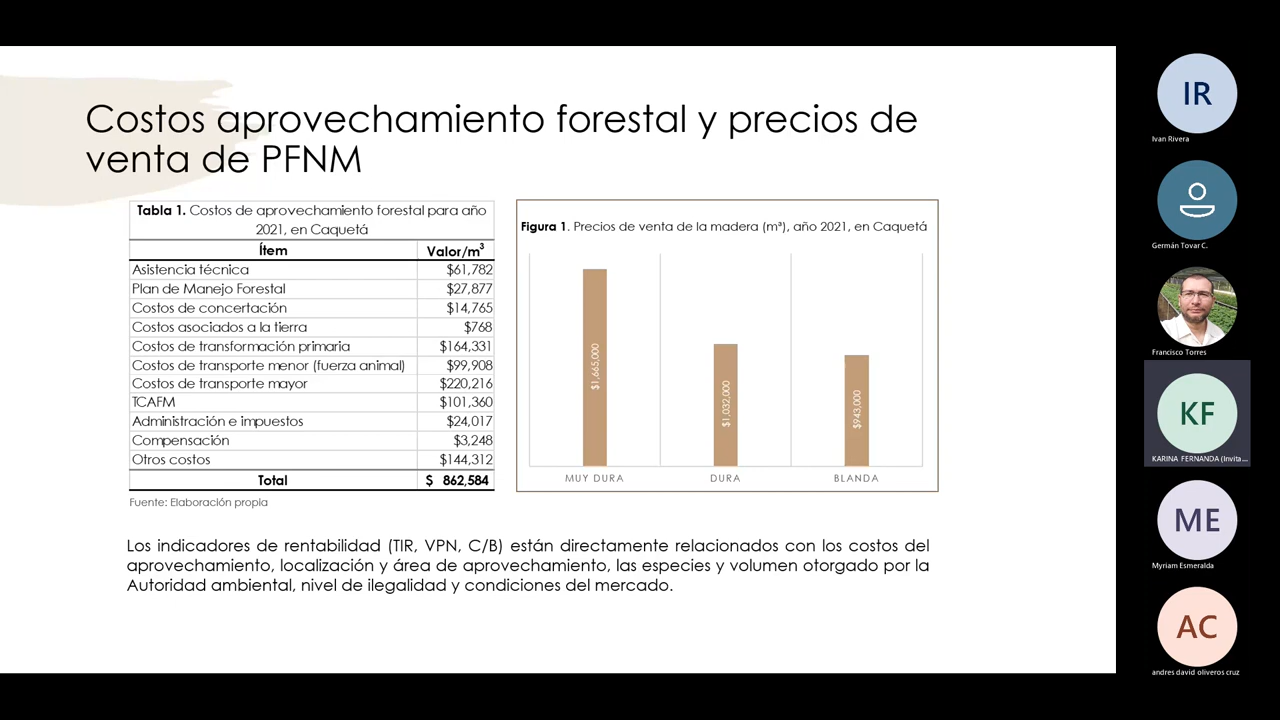 Costos aprovechamiento forestal y precios de
venta de PFNM
Tabla 1. Costos de aprovechamiento forestal para año
2021, en Caquetá
Ítem Valor/m³
Asistencia técnica $61,782
Plan de Manejo Forestal $27,877
Costos de concertación $14,765
Costos asociados a la tierra $768
Costos de transformación primaria $164,331
Costos de transporte menor (fuerza animal) $99,908
Costos de transporte mayor $220,216
TCAFM $101,360
Administración e impuestos $24,017
Compensación $3,248
Otros costos $144,312
Total $ 862,584
Fuente: Elaboración propia
Figura 1. Precios de venta de la madera (m³), año 2021, en Caquetá
$1,665,000
$1,032,000
$943,000
MUY DURA
DURA
BLANDA
Los indicadores de rentabilidad (TIR, VPN, C/B) están directamente relacionados con los costos del
aprovechamiento, localización y área de aprovechamiento, las especies y volumen otorgado por la
Autoridad ambiental, nivel de ilegalidad y condiciones del mercado.
IR
Ivan Rivera
Germán Tovar C.
Francisco Torres
KF
KARINA FERNANDA (Invita...
ME
Myriam Esmeralda
AC
andres david oliveros cruz